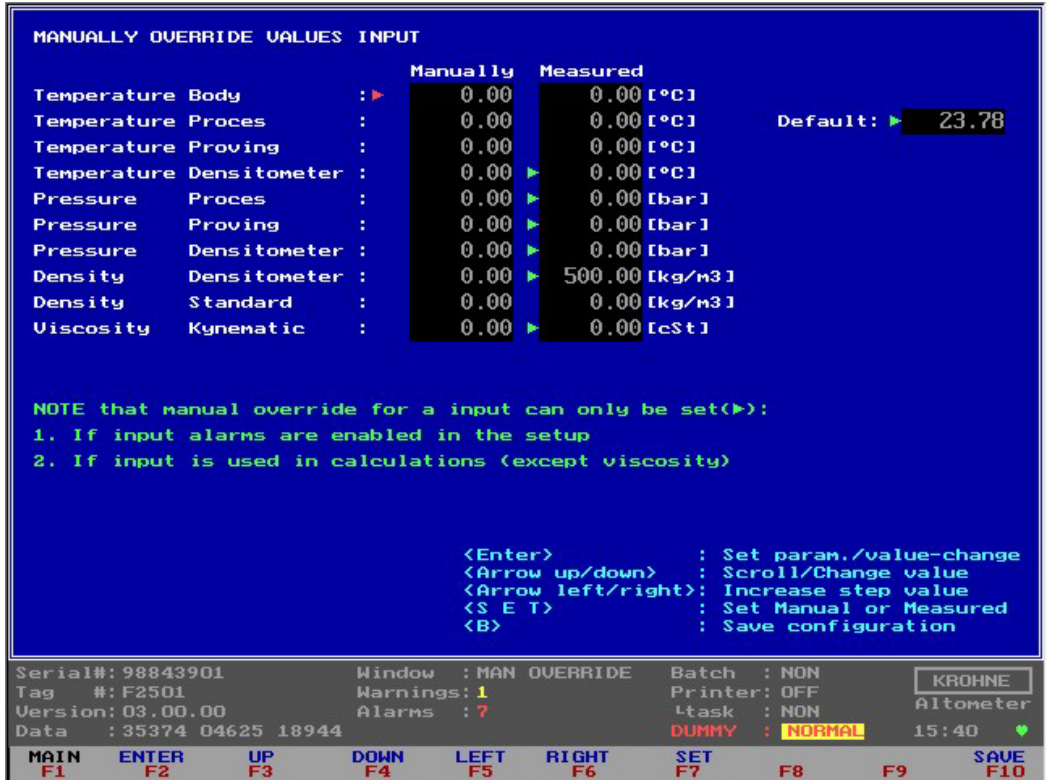 MANUALLY OVERRIDE VALUES INPUT
Manually Measured
Temperature Body :► 0.00 0.00 [ºC]
Temperature Proces : 0.00 0.00 [ºC] Default: ► 23.78
Temperature Proving : 0.00 0.00 [ºC]
Temperature Densitometer : 0.00 ► 0.00 [ºC]
Pressure Proces : 0.00 ► 0.00 [bar]
Pressure Proving : 0.00 ► 0.00 [bar]
Pressure Densitometer : 0.00 ► 0.00 [bar]
Density Densitometer : 0.00 ► 500.00 [kg/m3]
Density Standard : 0.00 0.00 [kg/m3]
Viscosity Kynematic : 0.00 ► 0.00 [cSt]
NOTE that manual override for a input can only be set(►):
1. If input alarms are enabled in the setup
2. If input is used in calculations (except viscosity)
<Enter> : Set param./value-change
<Arrow up/down> : Scroll/Change value
<Arrow left/right>: Increase step value
<S E T> : Set Manual or Measured
<B> : Save configuration
Serial#: 98843901 Window : MAN OVERRIDE Batch : NON KROHNE
Tag #: F2501 Warnings: 1 Printer: OFF Altometer
Version: 03.00.00 Alarms : 7 └task : NON
Data : 35374 04625 18944 DUMMY : NORMAL 15:40 ♥
MAIN ENTER UP DOWN LEFT RIGHT SET SAVE
F1 F2 F3 F4 F5 F6 F7 F8 F9 F10